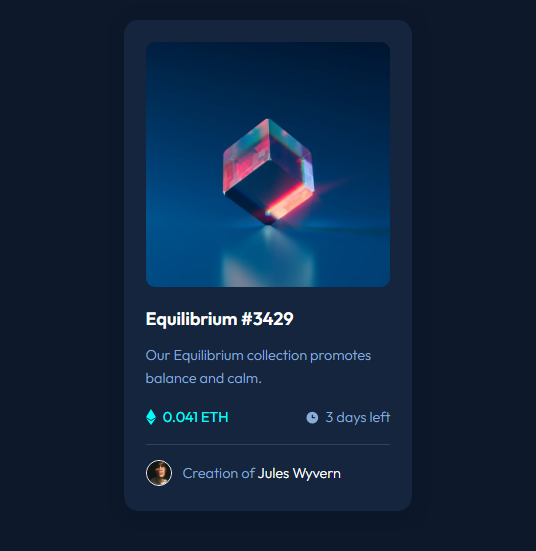 Equilibrium #3429
Our Equilibrium collection promotes
balance and calm.
0.041 ETH
3 days left
Creation of Jules Wyvern